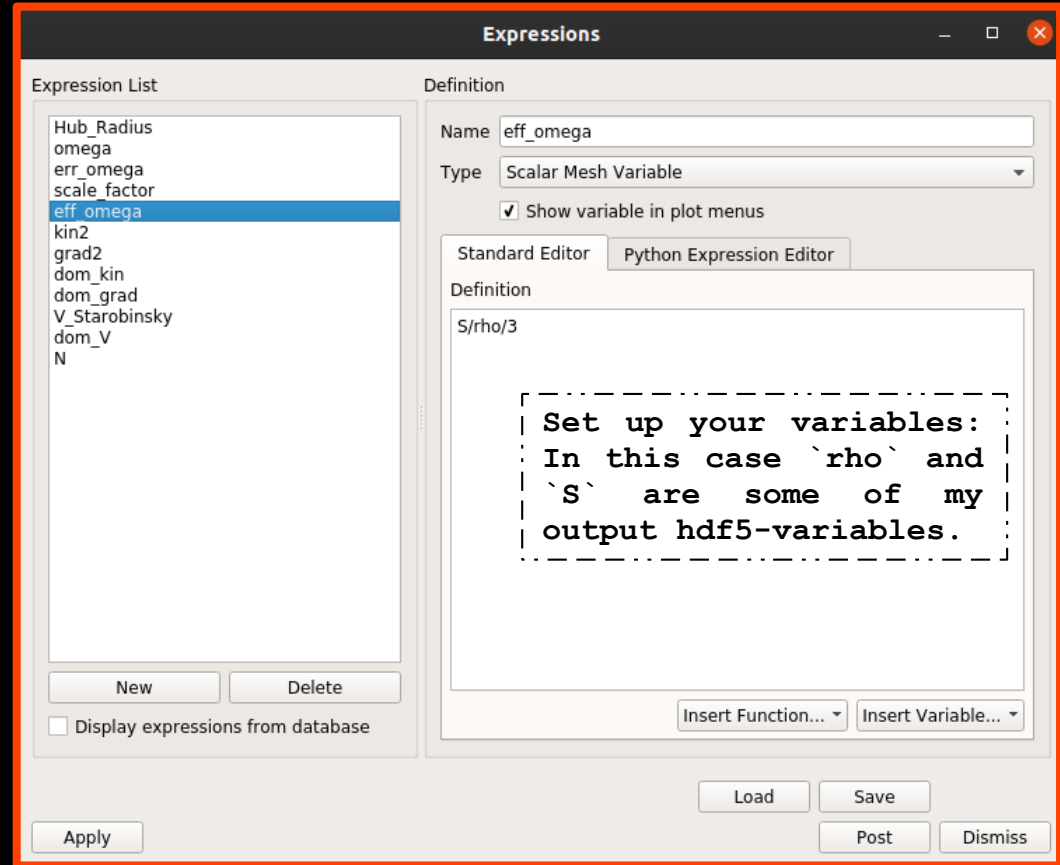 Expressions
Expression List
Hub_Radius
omega
err_omega
scale_factor
eff_omega
kin2
grad2
dom_kin
dom_grad
V_Starobinsky
dom_V
N
New
Delete
Display expressions from database
Definition
Name
eff_omega
Type
Scalar Mesh Variable
Show variable in plot menus
Standard Editor
Python Expression Editor
Definition
S/rho/3
Set up your variables:
In this case `rho` and
`S` are some of my
output hdf5-variables.
Insert Function...
Insert Variable...
Load
Save
Apply
Post
Dismiss